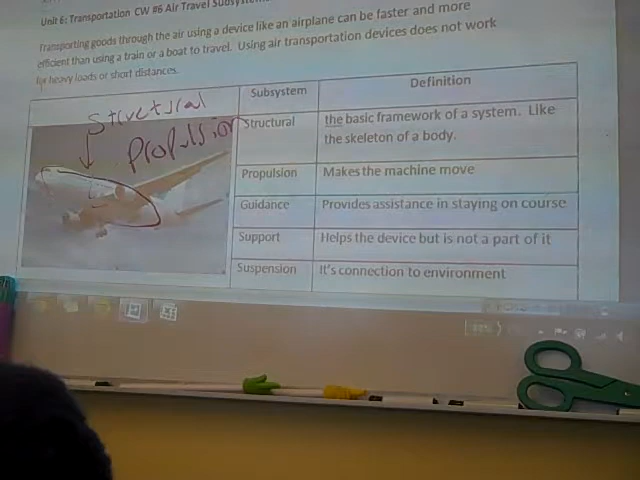 Unit 6: Transportation CW #6 Air Travel Subsystems
Transporting goods through the air using a device like an airplane can be faster and more
efficient than using a train or a boat to travel. Using air transportation devices does not work
for heavy loads or short distances.
Subsystem Definition
Structural
Propulsion
Structural the basic framework of a system. Like
the skeleton of a body.
Propulsion Makes the machine move
Guidance Provides assistance in staying on course
Support Helps the device but is not a part of it
Suspension It's connection to environment